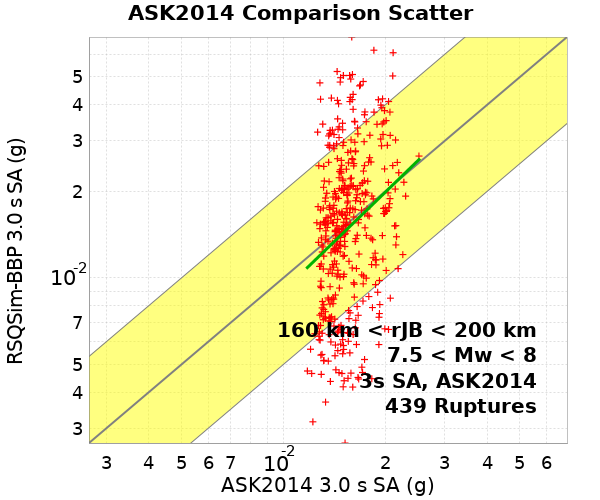 ASK2014 Comparison Scatter
RSQSim-BBP 3.0 s SA (g)
5
4
3
2
10-2
7
5
4
3
160 km < rJB < 200 km
7.5 < Mw < 8
3s SA, ASK2014
439 Ruptures
3 4 5 6 7 10-2 2 3 4 5 6
ASK2014 3.0 s SA (g)